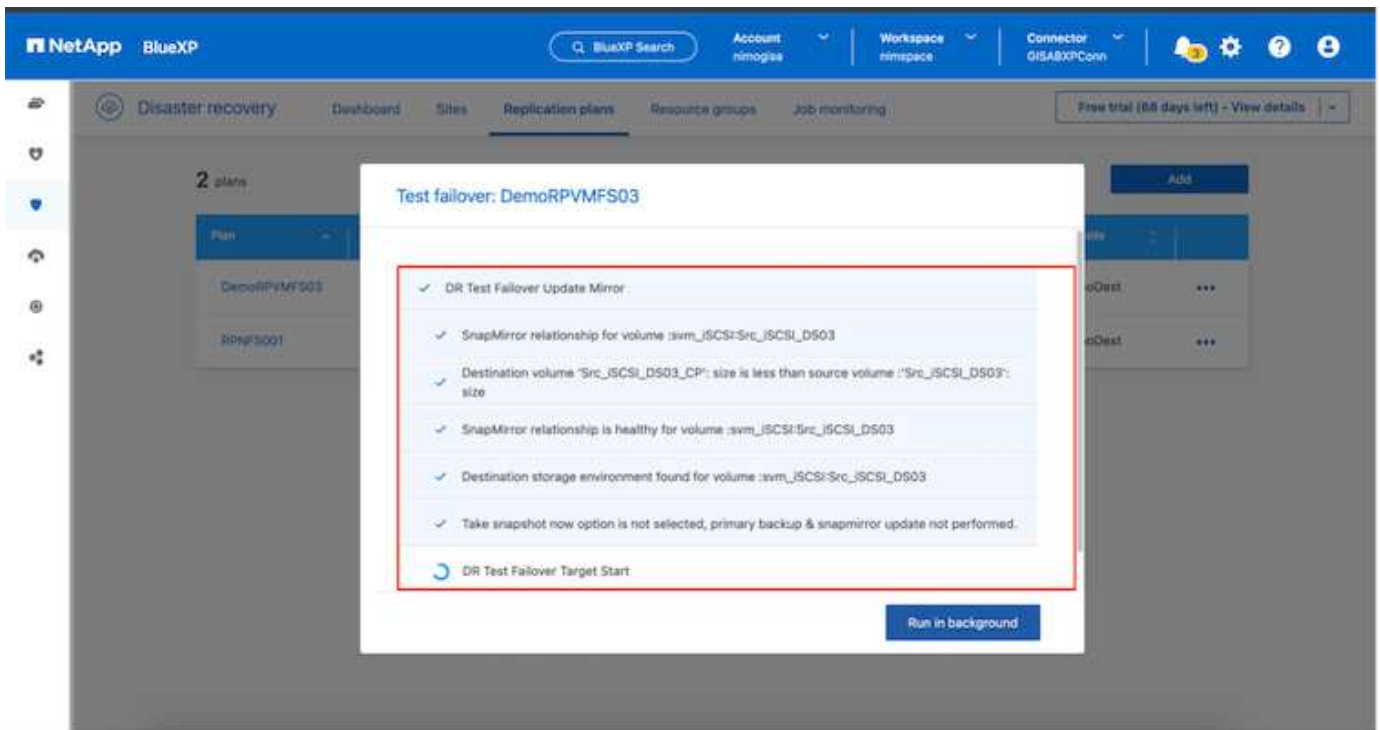 NetApp BlueXP
BlueXP Search
Account
nimogisa
Workspace
nimspace
Connector
GISABXPConn
3
Disaster recovery
Dashboard
Sites
Replication plans
Resource groups
Job monitoring
Free trial (88 days left) - View details
2 plans
Add
Plan
DemoRPVMFS03
RPNFS001
Test failover: DemoRPVMFS03
DR Test Failover Update Mirror
SnapMirror relationship for volume :svm_iSCSI:Src_iSCSI_DS03
Destination volume 'Src_iSCSI_DS03_CP': size is less than source volume :'Src_iSCSI_DS03':
size
SnapMirror relationship is healthy for volume :svm_iSCSI:Src_iSCSI_DS03
Destination storage environment found for volume :svm_iSCSI:Src_iSCSI_DS03
Take snapshot now option is not selected, primary backup & snapmirror update not performed.
DR Test Failover Target Start
Run in background